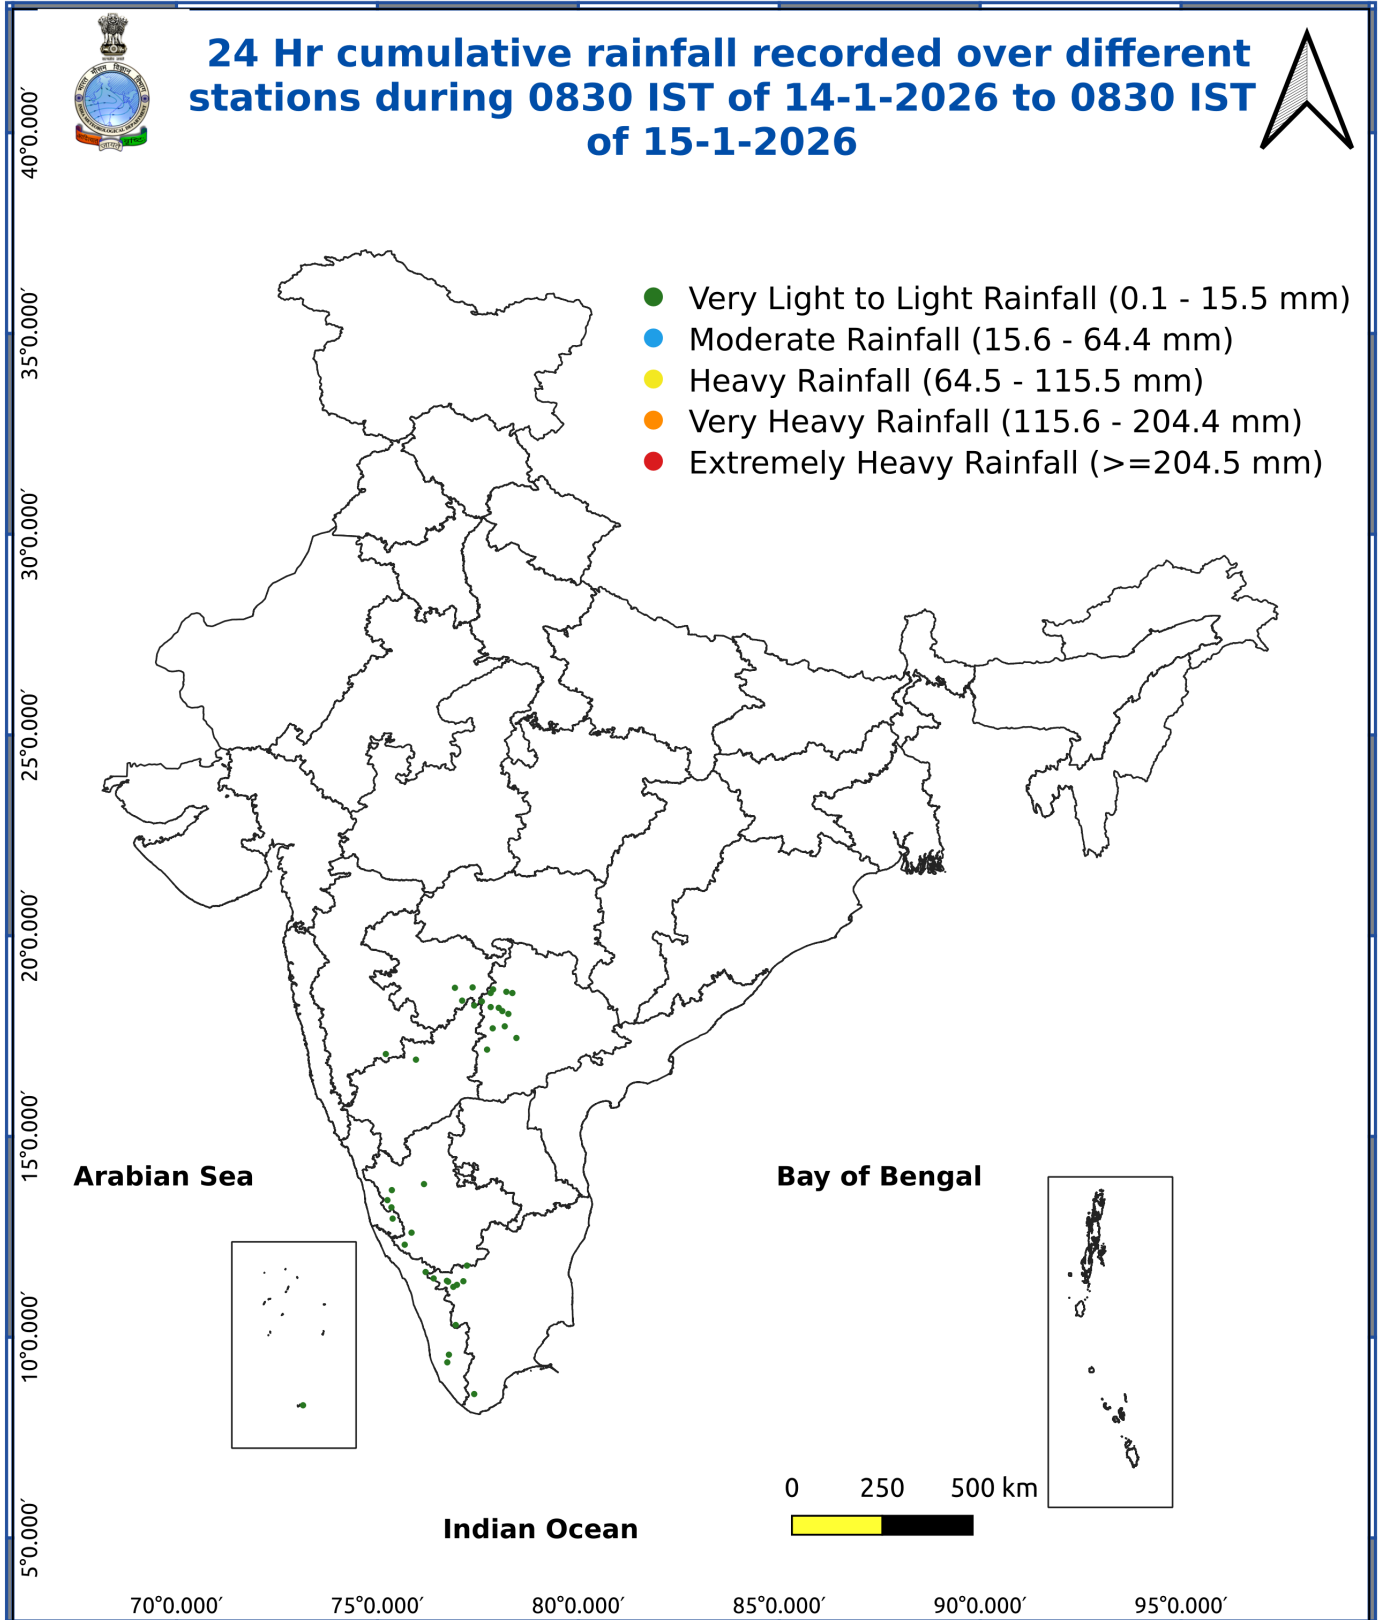 24 Hr cumulative rainfall recorded over different
stations during 0830 IST of 14-1-2026 to 0830 IST
of 15-1-2026
Very Light to Light Rainfall (0.1 - 15.5 mm)
Moderate Rainfall (15.6 - 64.4 mm)
Heavy Rainfall (64.5 - 115.5 mm)
Very Heavy Rainfall (115.6 - 204.4 mm)
Extremely Heavy Rainfall (>=204.5 mm)
40°0.000′
35°0.000′
30°0.000′
25°0.000′
20°0.000′
15°0.000′
10°0.000′
5°0.000′
Arabian Sea
Bay of Bengal
Indian Ocean
0 250 500 km
70°0.000′ 75°0.000′ 80°0.000′ 85°0.000′ 90°0.000′ 95°0.000′